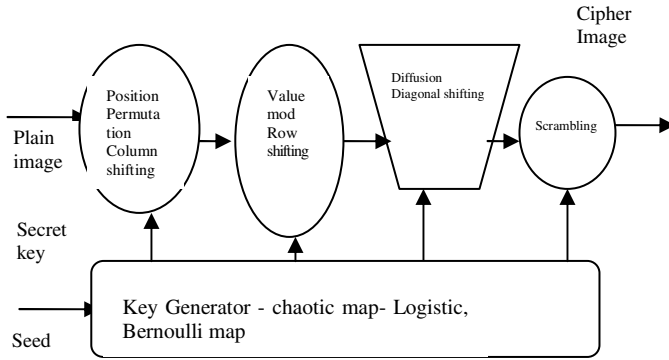 Cipher
Image
Position
Permuta
tion
Column
shifting
Value
mod
Row
shifting
Diffusion
Diagonal shifting
Scrambling
Plain
image
Secret
key
Key Generator - chaotic map- Logistic,
Bernoulli map
Seed